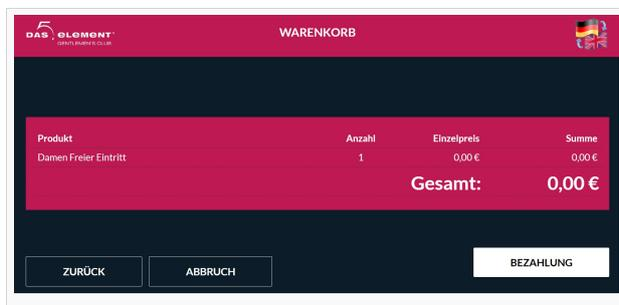 DAS 5 ELEMENT
GENTLEMEN'S CLUB
WARENKORB
Produkt Anzahl Einzelpreis Summe
Damen Freier Eintritt 1 0,00 € 0,00 €
Gesamt: 0,00 €
ZURÜCK ABBRUCH BEZAHLUNG